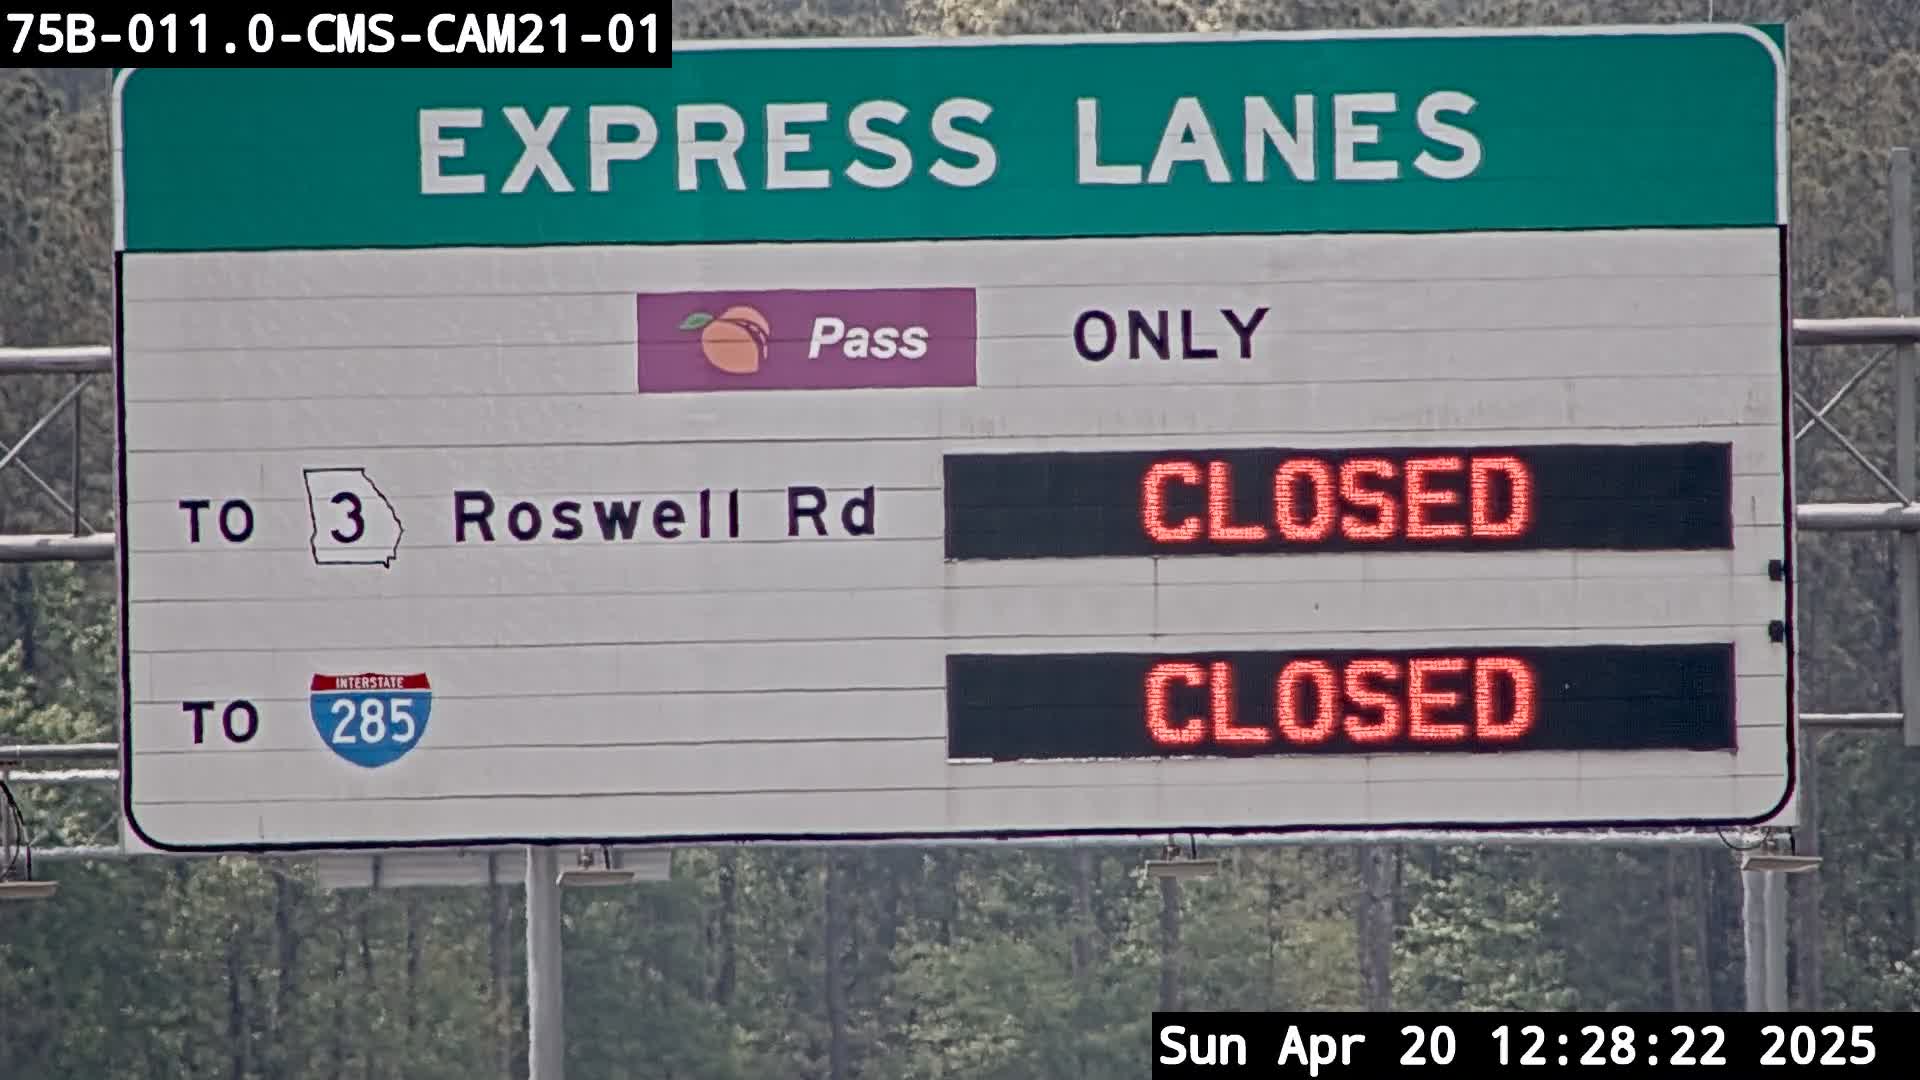 75B-011.0-CMS-CAM21-01
EXPRESS LANES
Pass ONLY
TO 3 Roswell Rd CLOSED
TO INTERSTATE 285 CLOSED
Sun Apr 20 12:28:22 2025